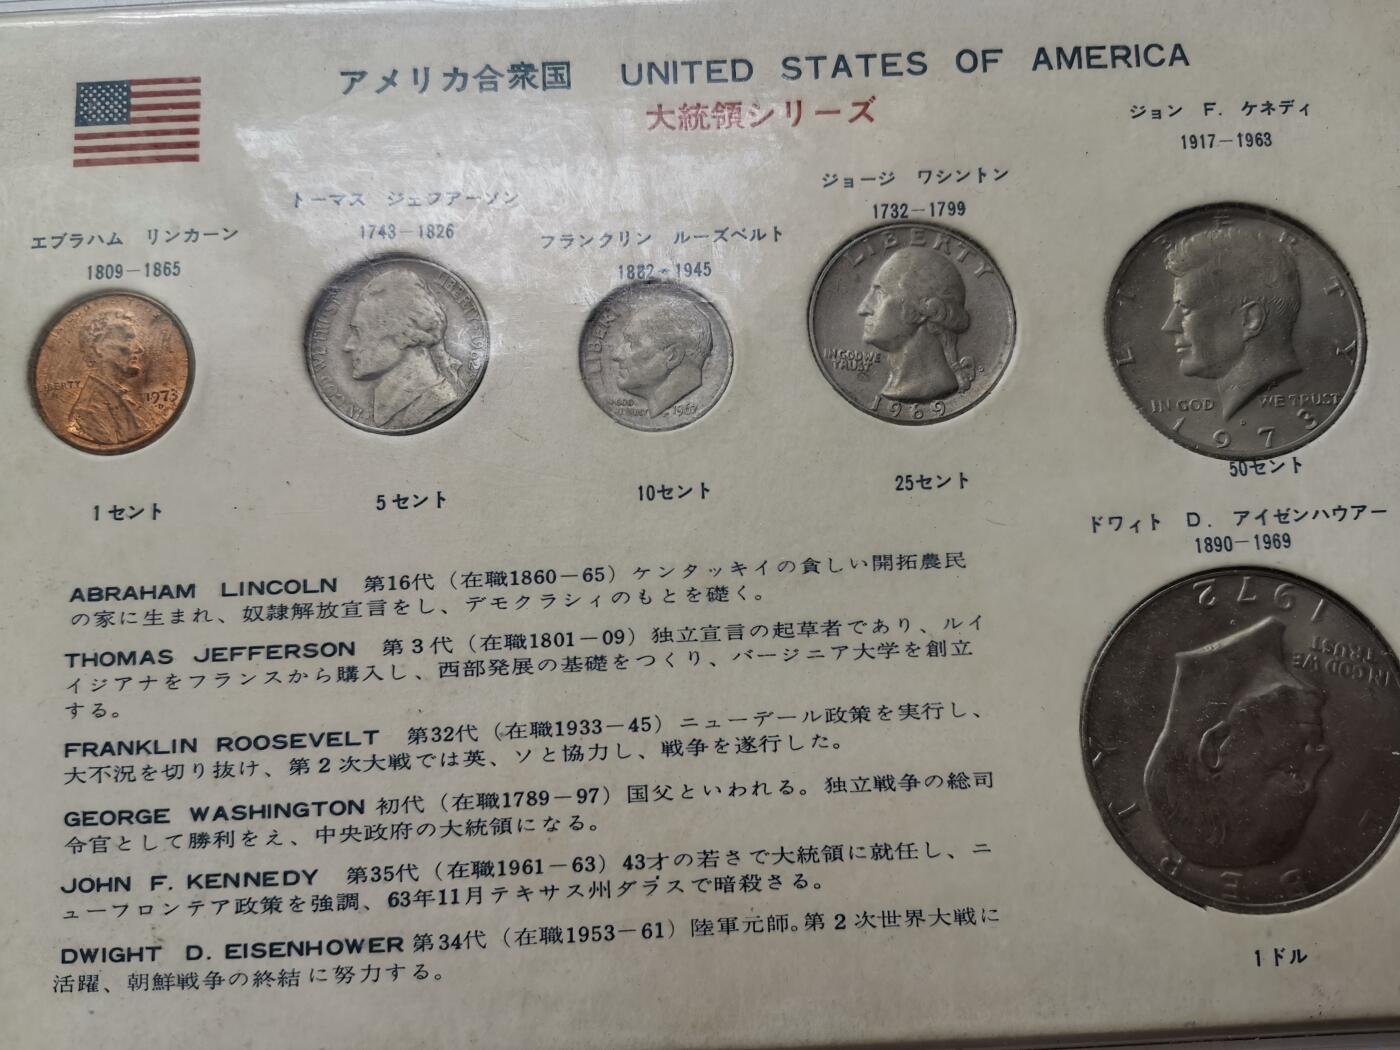 アメリカ合衆国 UNITED STATES OF AMERICA
大統領シリーズ
ジョン F. ケネディ
1917－1963
ジョージ ワシントン
1732－1799
トーマス ジェファーソン
1743－1826
フランクリン ルーズベルト
1882－1945
エブラハム リンカーン
1809－1865
LIBERTY
1973
D
IN GOD WE TRUST
LIBERTY
LIBERTY
IN GOD
WE TRUST
1969
LIBERTY
IN GOD WE
TRUST
1969
LIBERTY
IN GOD WE TRUST
1973
1セント
5セント
10セント
25セント
50セント
ドワィト D. アイゼンハウアー
1890－1969
LIBERTY
IN GOD WE
TRUST
1972
1ドル
ABRAHAM LINCOLN 第16代（在職1860－65）ケンタッキイの貧しい開拓農民
の家に生まれ、奴隷解放宣言をし、デモクラシィのもとを礎く。
THOMAS JEFFERSON 第3代（在職1801－09）独立宣言の起草者であり、ルイ
イジアナをフランスから購入し、西部発展の基礎をつくり、バージニア大学を創立
する。
FRANKLIN ROOSEVELT 第32代（在職1933－45）ニューデール政策を実行し、
大不況を切り抜け、第2次大戦では英、ソと協力し、戦争を遂行した。
GEORGE WASHINGTON 初代（在職1789－97）国父といわれる。独立戦争の総司
令官として勝利をえ、中央政府の大統領になる。
JOHN F. KENNEDY 第35代（在職1961－63）43才の若さで大統領に就任し、ニ
ューフロンテア政策を強調、63年11月テキサス州ダラスで暗殺さる。
DWIGHT D. EISENHOWER 第34代（在職1953－61）陸軍元師。第2次世界大戦に
活躍、朝鮮戦争の終結に努力する。